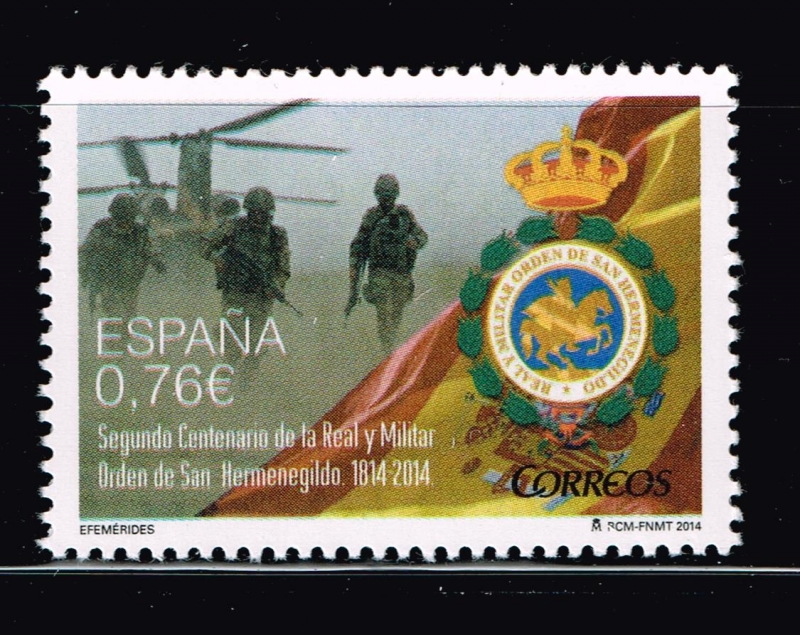 ESPAÑA
0,76€
Segundo Centenario de la Real y Militar
Orden de San Hermenegildo. 1814-2014.
REAL Y MILITAR ORDEN DE SAN HERMENEGILDO
CORREOS
EFEMÉRIDES
RCM-FNMT 2014